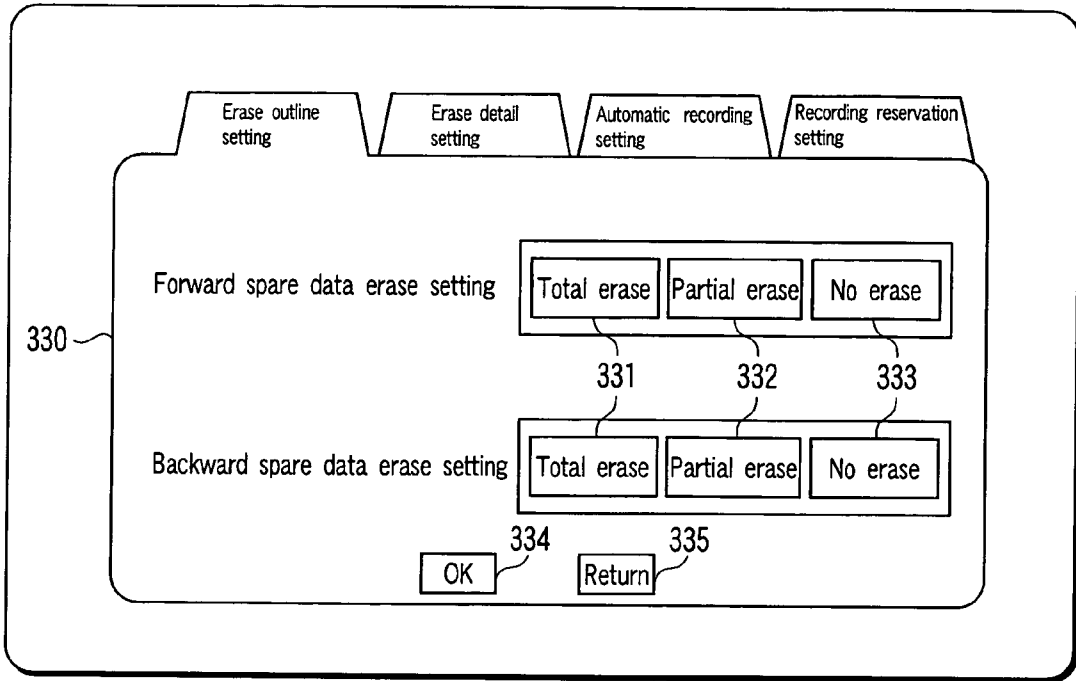 Erase outline
setting
Erase detail
setting
Automatic recording
setting
Recording reservation
setting
Forward spare data erase setting
Total erase
Partial erase
No erase
330
331
332
333
Backward spare data erase setting
Total erase
Partial erase
No erase
334
335
OK
Return